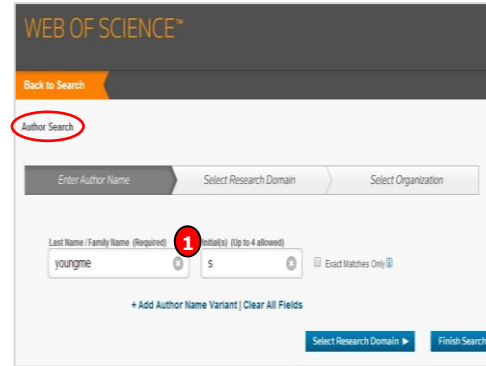 WEB OF SCIENCE™
Back to Search
Author Search
Enter Author Name Select Research Domain Select Organization
Last Name / Family Name (Required) 1 Initial(s) (Up to 4 allowed)
youngme s Exact Matches Only
+ Add Author Name Variant | Clear All Fields
Select Research Domain Finish Search